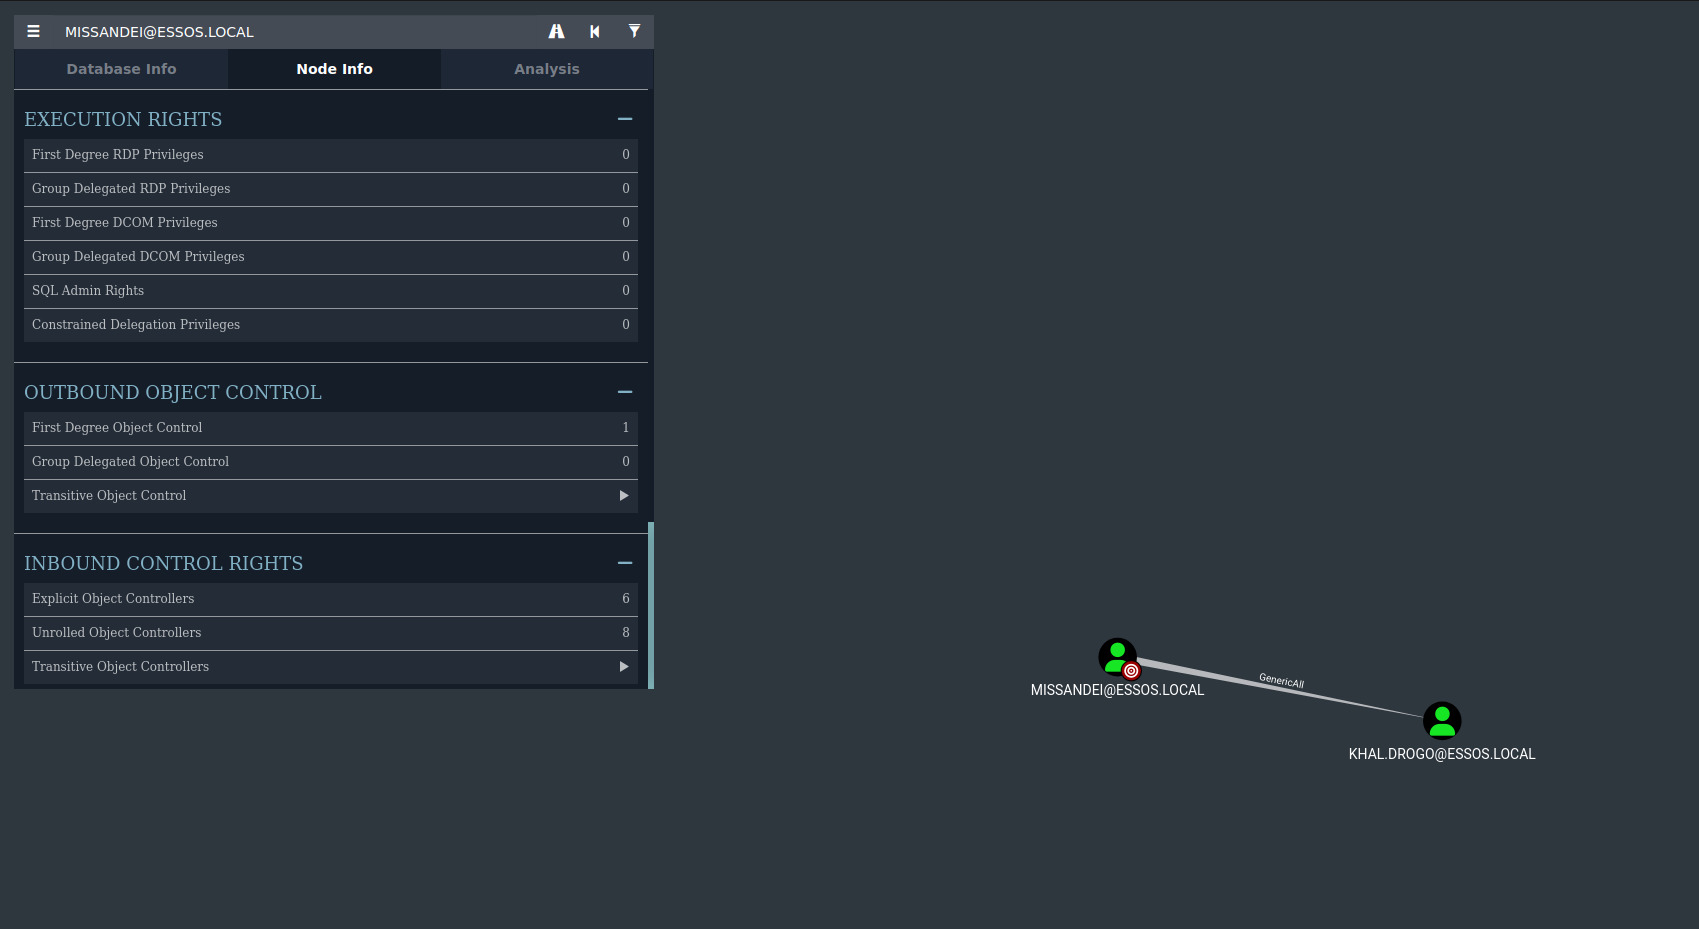 MISSANDEI@ESSOS.LOCAL
Database Info
Node Info
Analysis
EXECUTION RIGHTS
First Degree RDP Privileges 0
Group Delegated RDP Privileges 0
First Degree DCOM Privileges 0
Group Delegated DCOM Privileges 0
SQL Admin Rights 0
Constrained Delegation Privileges 0
OUTBOUND OBJECT CONTROL
First Degree Object Control 1
Group Delegated Object Control 0
Transitive Object Control
INBOUND CONTROL RIGHTS
Explicit Object Controllers 6
Unrolled Object Controllers 8
Transitive Object Controllers
MISSANDEI@ESSOS.LOCAL
GenericAll
KHAL.DROGO@ESSOS.LOCAL